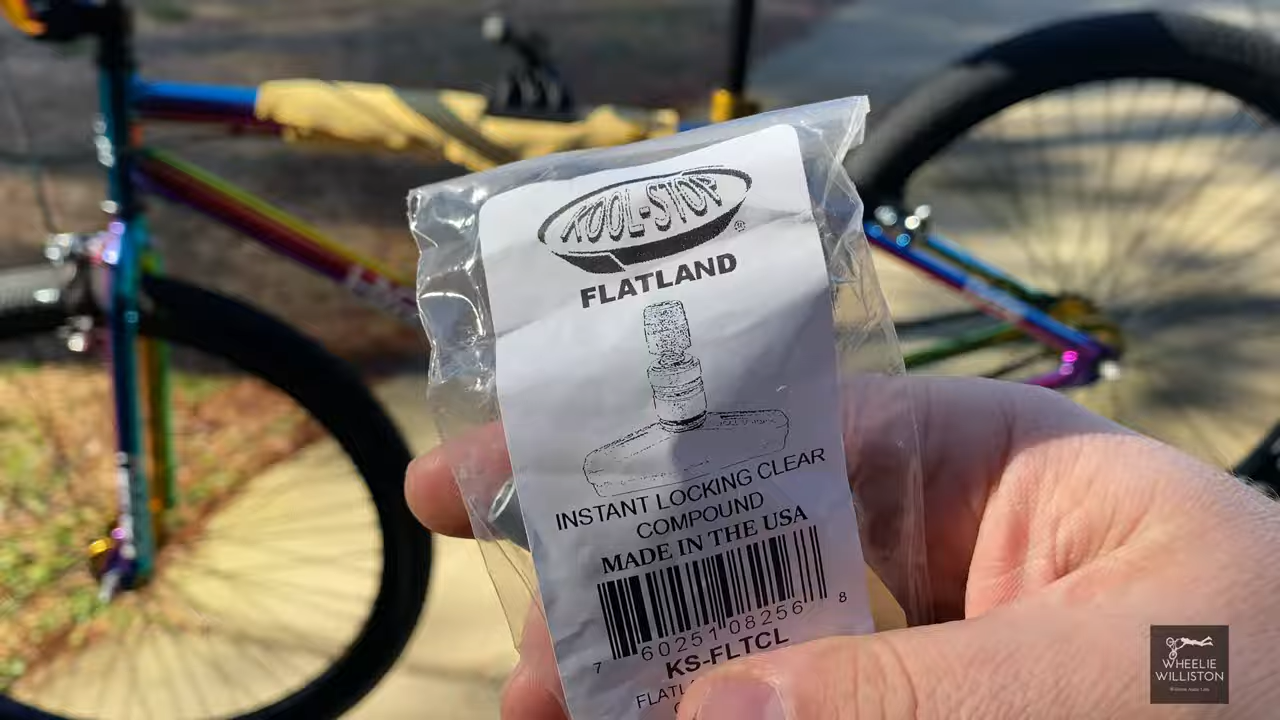 KOOL-STOP
FLATLAND
INSTANT LOCKING CLEAR
COMPOUND
MADE IN THE USA
7 60251 08256 8
KS-FLTCL
WHEELIE
WILLISTON